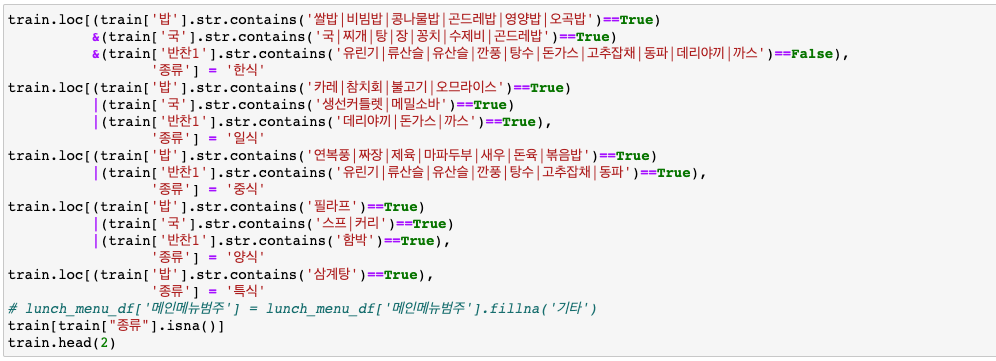 train.loc[(train['밥'].str.contains('쌀밥|비빔밥|콩나물밥|곤드레밥|영양밥|오곡밥')==True)
          &(train['국'].str.contains('국|찌개|탕|장|꽁치|수제비|곤드레밥')==True)
          &(train['반찬1'].str.contains('유린기|류산슬|유산슬|깐풍|탕수|돈가스|고추잡채|동파|데리야끼|까스')==False),
                 '종류'] = '한식'
train.loc[(train['밥'].str.contains('카레|참치회|불고기|오므라이스')==True)
          |(train['국'].str.contains('생선커틀렛|메밀소바')==True)
          |(train['반찬1'].str.contains('데리야끼|돈가스|까스')==True),
                 '종류'] = '일식'
train.loc[(train['밥'].str.contains('연복풍|짜장|제육|마파두부|새우|돈육|볶음밥')==True)
          |(train['반찬1'].str.contains('유린기|류산슬|유산슬|깐풍|탕수|고추잡채|동파')==True),
                 '종류'] = '중식'
train.loc[(train['밥'].str.contains('필라프')==True)
          |(train['국'].str.contains('스프|커리')==True)
          |(train['반찬1'].str.contains('함박')==True),
                 '종류'] = '양식'
train.loc[(train['밥'].str.contains('삼계탕')==True),
                 '종류'] = '특식'
# lunch_menu_df['메인메뉴범주'] = lunch_menu_df['메인메뉴범주'].fillna('기타')
train[train["종류"].isna()]
train.head(2)